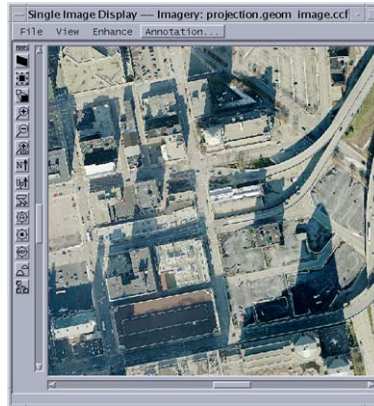 Single Image Display — Imagery: projection.geom image.ccf
File View Enhance Annotation...